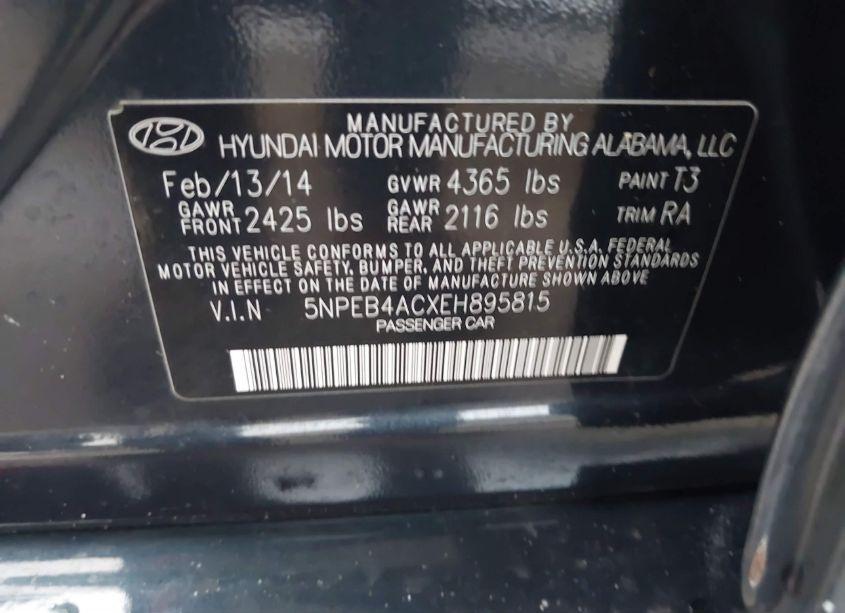 MANUFACTURED BY
HYUNDAI MOTOR MANUFACTURING ALABAMA, LLC
Feb/13/14 GVWR 4365 lbs PAINT T3
GAWR FRONT 2425 lbs GAWR REAR 2116 lbs TRIM RA
THIS VEHICLE CONFORMS TO ALL APPLICABLE U.S.A. FEDERAL
MOTOR VEHICLE SAFETY, BUMPER, AND THEFT PREVENTION STANDARDS
IN EFFECT ON THE DATE OF MANUFACTURE SHOWN ABOVE
V.I.N 5NPEB4ACXEH895815
PASSENGER CAR